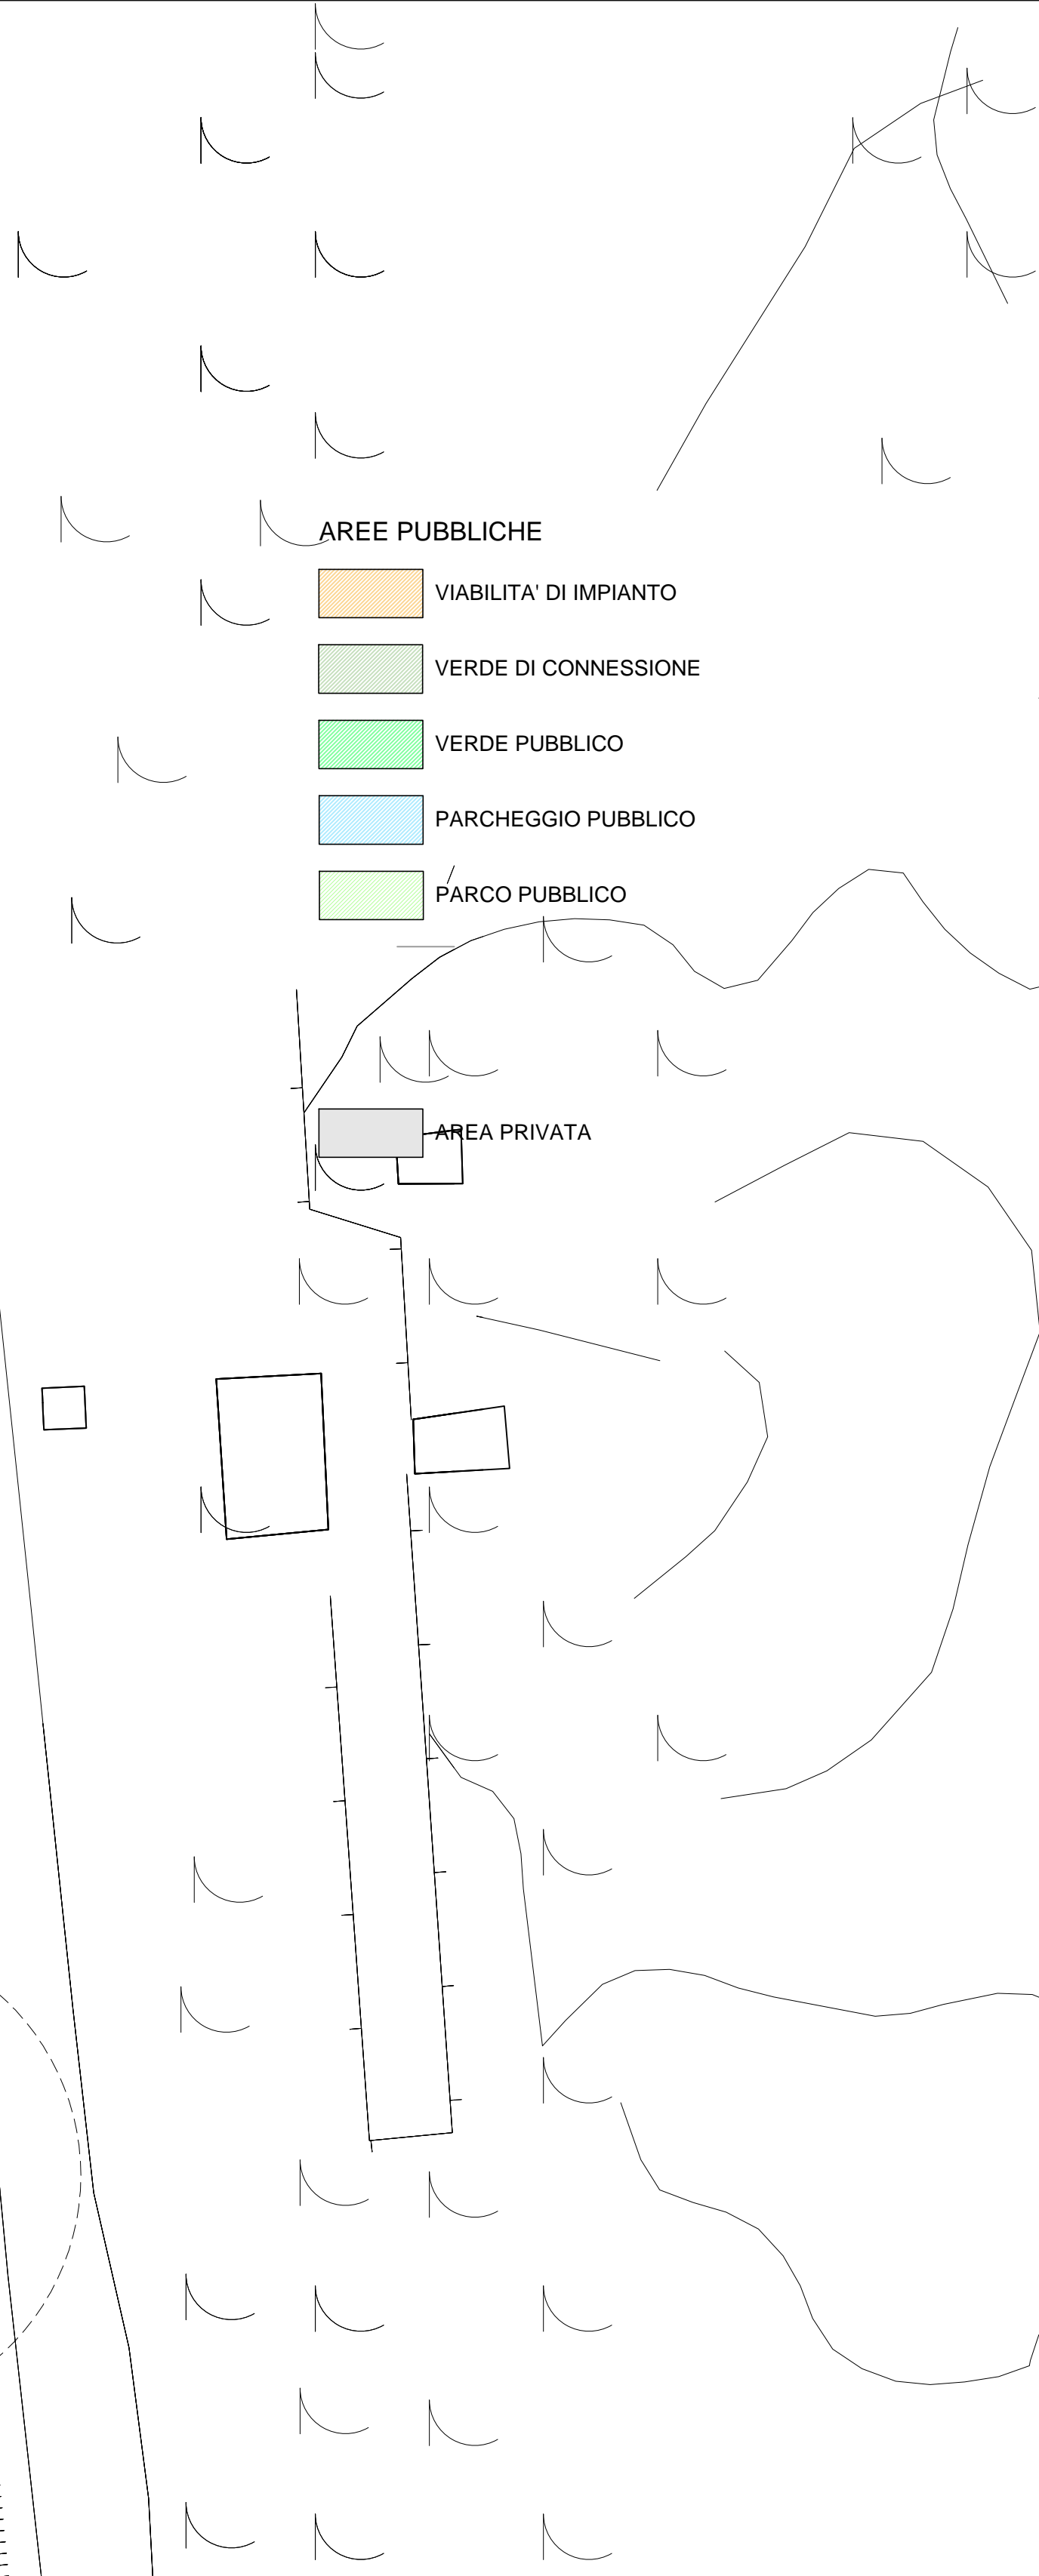 AREE PUBBLICHE
VIABILITA' DI IMPIANTO
VERDE DI CONNESSIONE
VERDE PUBBLICO
PARCHEGGIO PUBBLICO
PARCO PUBBLICO
AREA PRIVATA